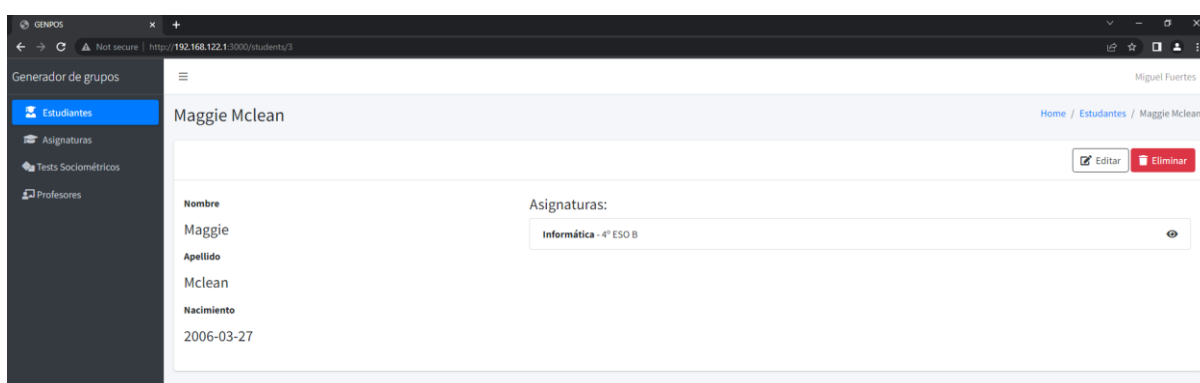 GENPOS
Not secure | http://192.168.122.1:3000/students/3
Generador de grupos
Miguel Fuertes
Estudiantes
Asignaturas
Tests Sociométricos
Profesores
Maggie Mclean
Home / Estudantes / Maggie Mclean
Editar
Eliminar
Nombre
Maggie
Apellido
Mclean
Nacimiento
2006-03-27
Asignaturas:
Informática - 4º ESO B